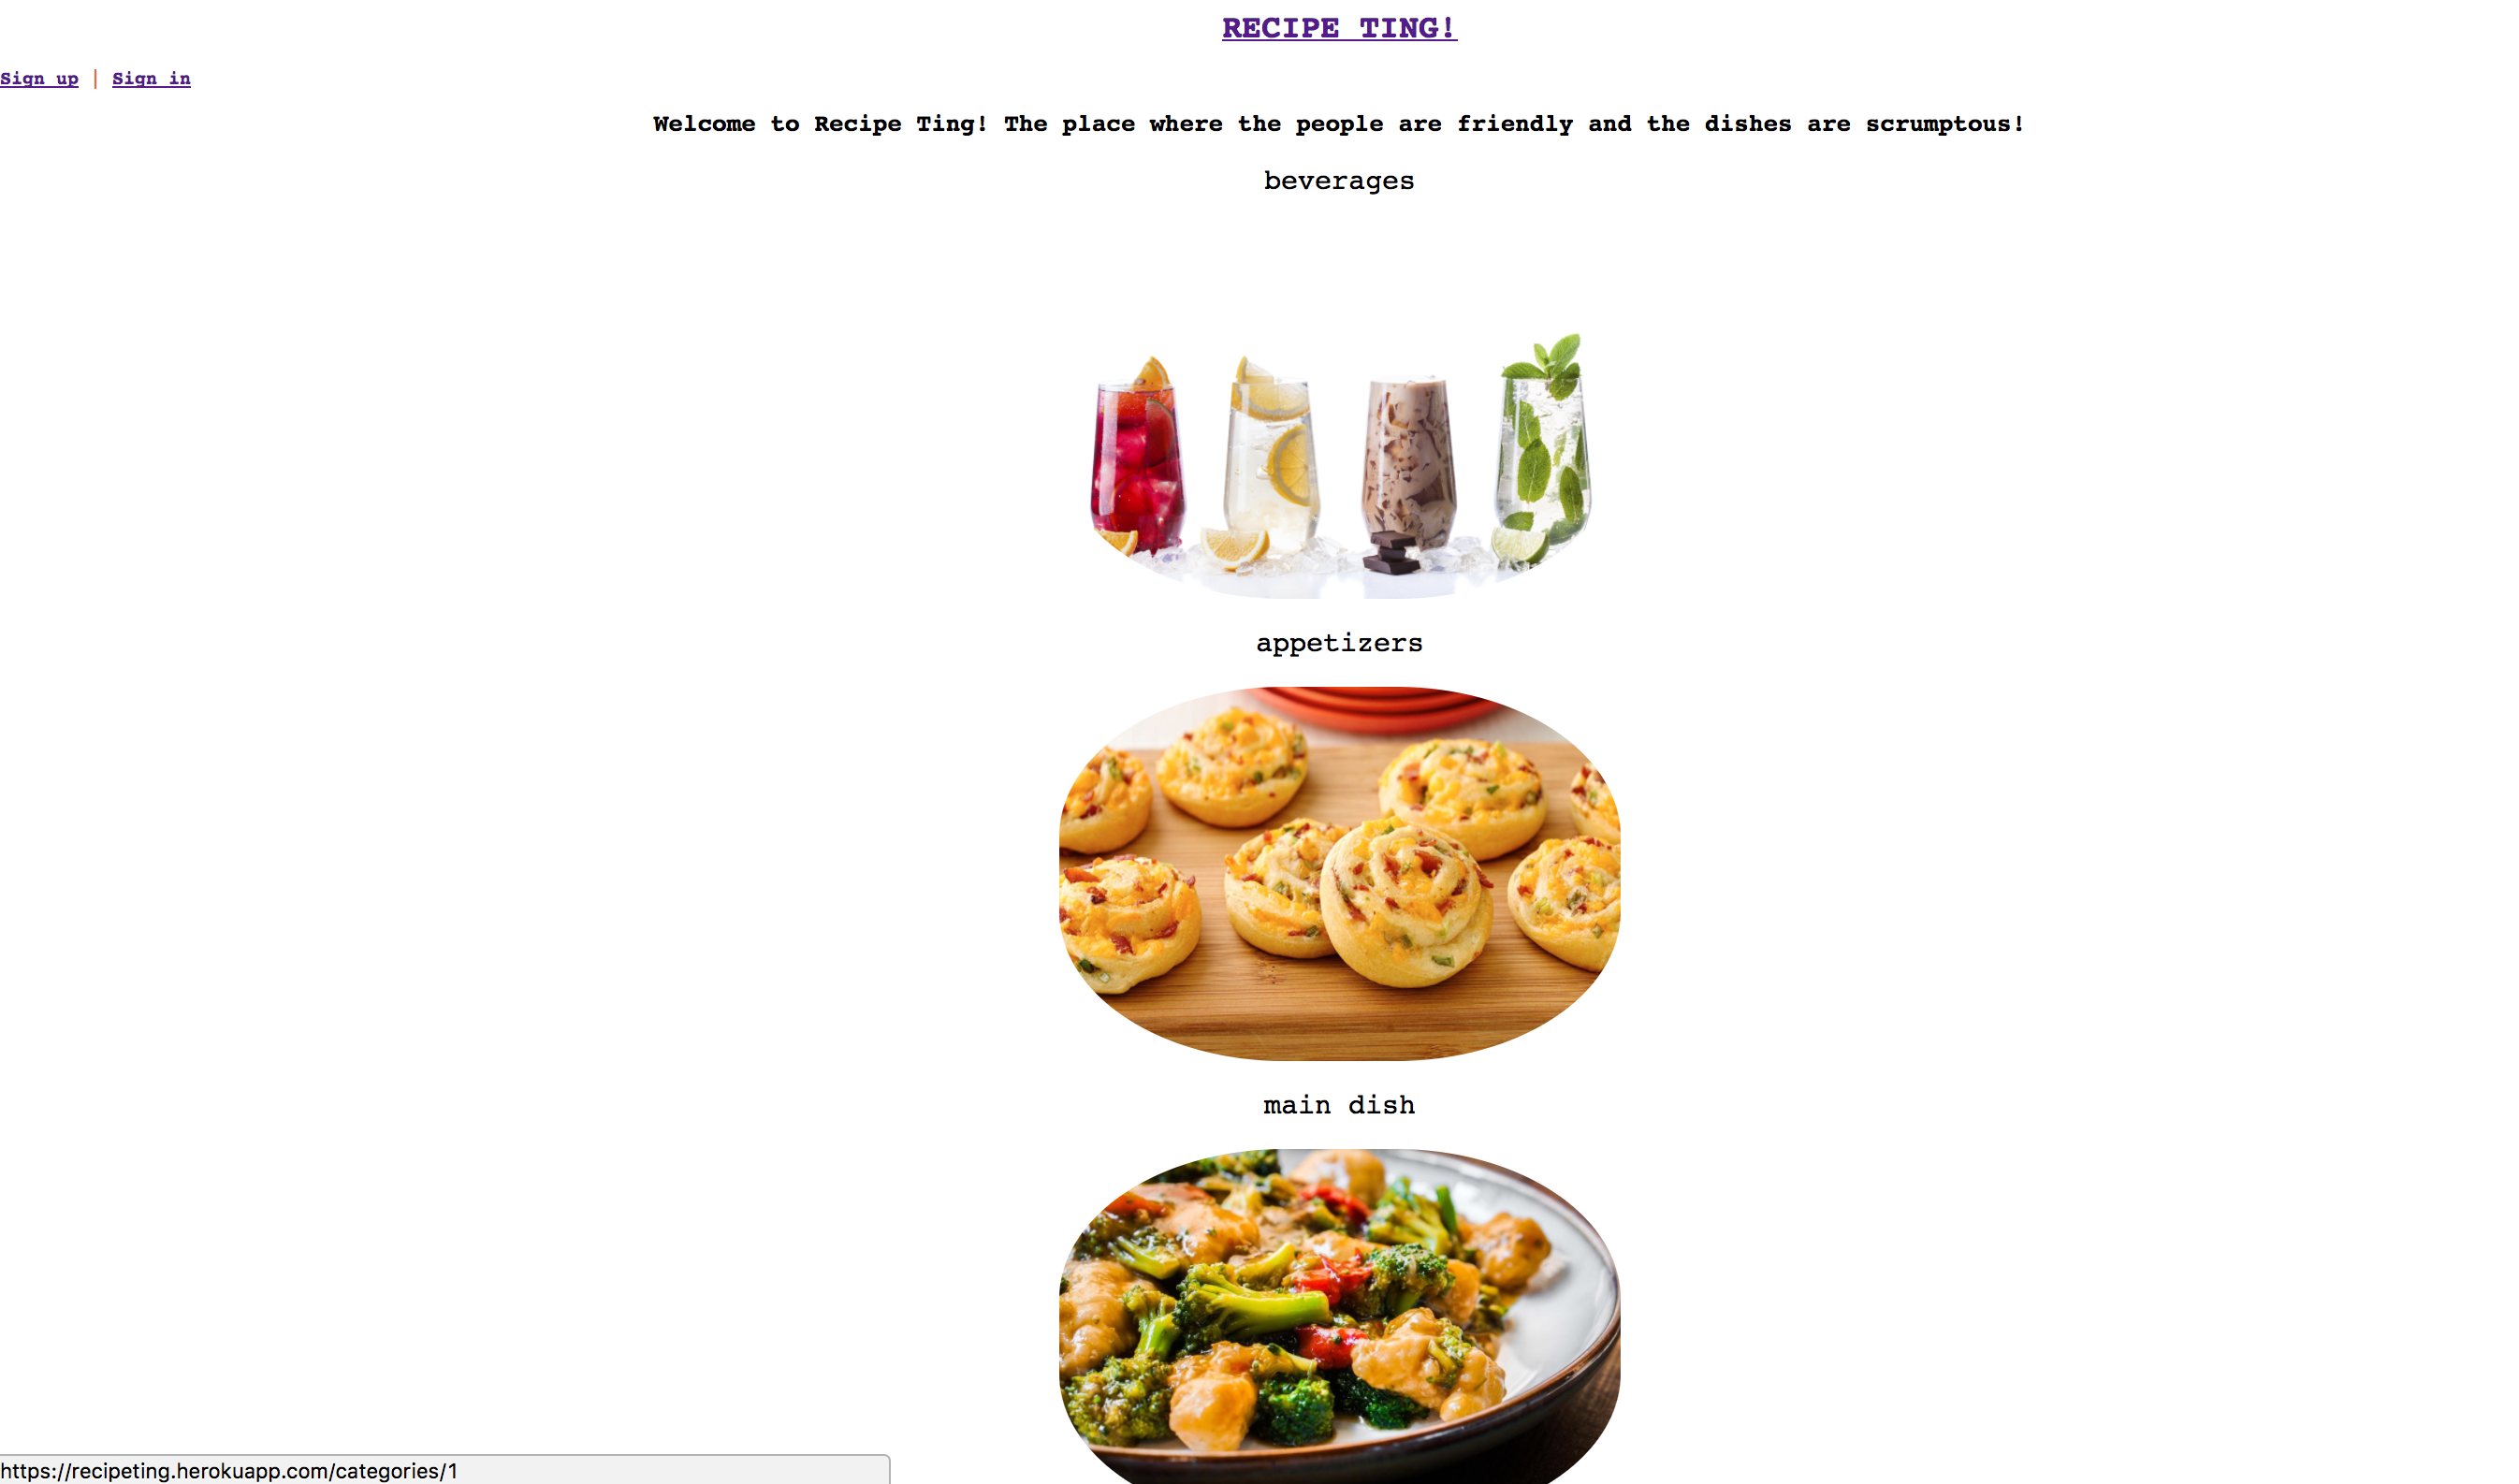 RECIPE TING!
Sign up | Sign in
Welcome to Recipe Ting! The place where the people are friendly and the dishes are scrumptous!
beverages
appetizers
main dish
https://recipeting.herokuapp.com/categories/1